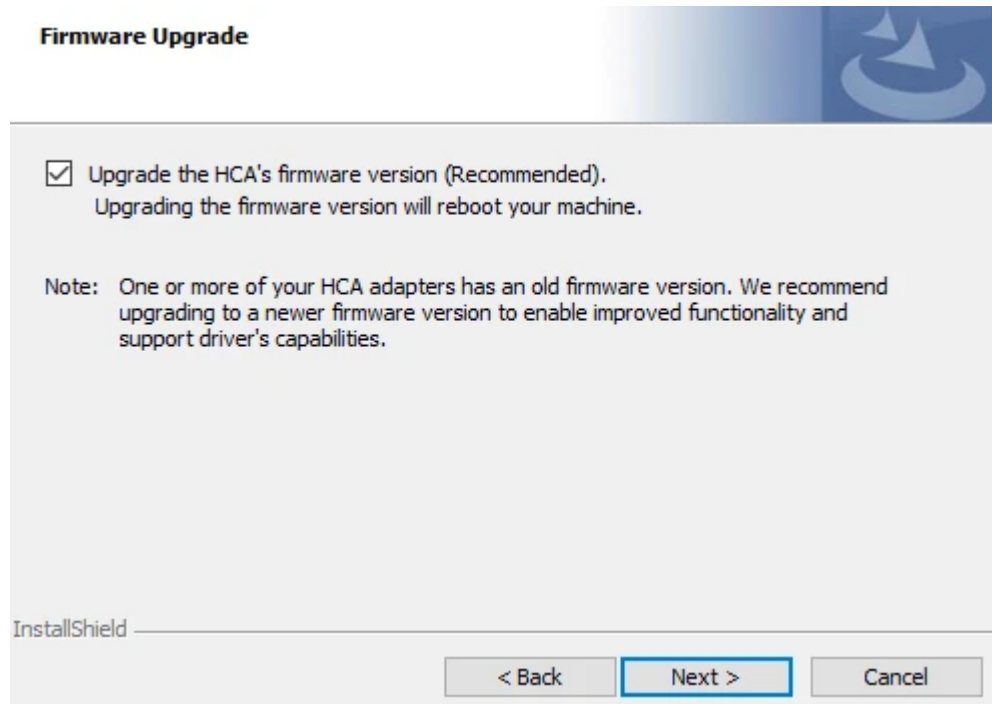 Firmware Upgrade
Upgrade the HCA's firmware version (Recommended).
Upgrading the firmware version will reboot your machine.
Note: One or more of your HCA adapters has an old firmware version. We recommend
upgrading to a newer firmware version to enable improved functionality and
support driver's capabilities.
InstallShield
< Back Next > Cancel